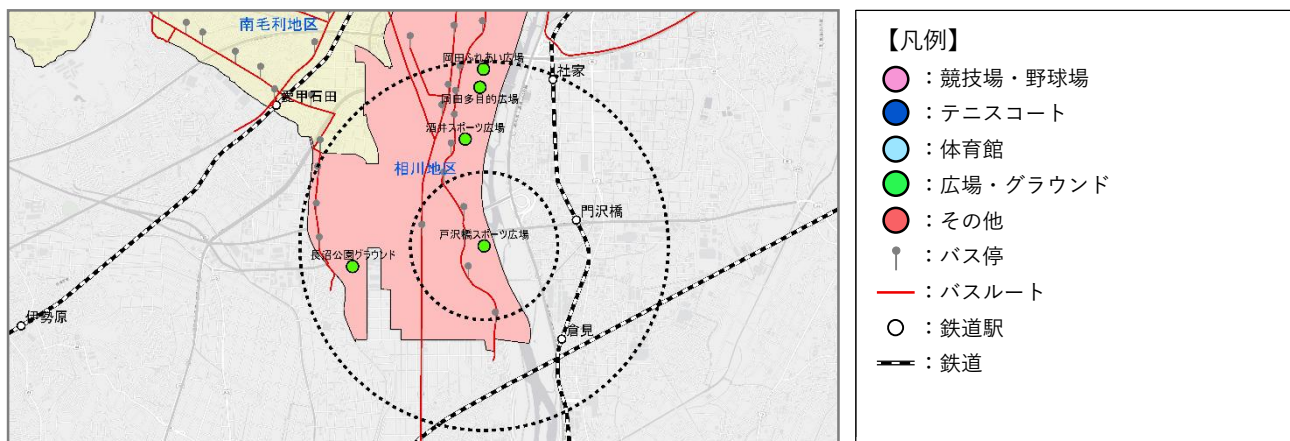 南毛利地区
岡田ふれあい広場
社家
愛甲石田
岡田多目的広場
酒井スポーツ広場
相川地区
門沢橋
戸沢橋スポーツ広場
長沼公園グラウンド
伊勢原
倉見
【凡例】
：競技場・野球場
：テニスコート
：体育館
：広場・グラウンド
：その他
：バス停
：バスルート
：鉄道駅
：鉄道